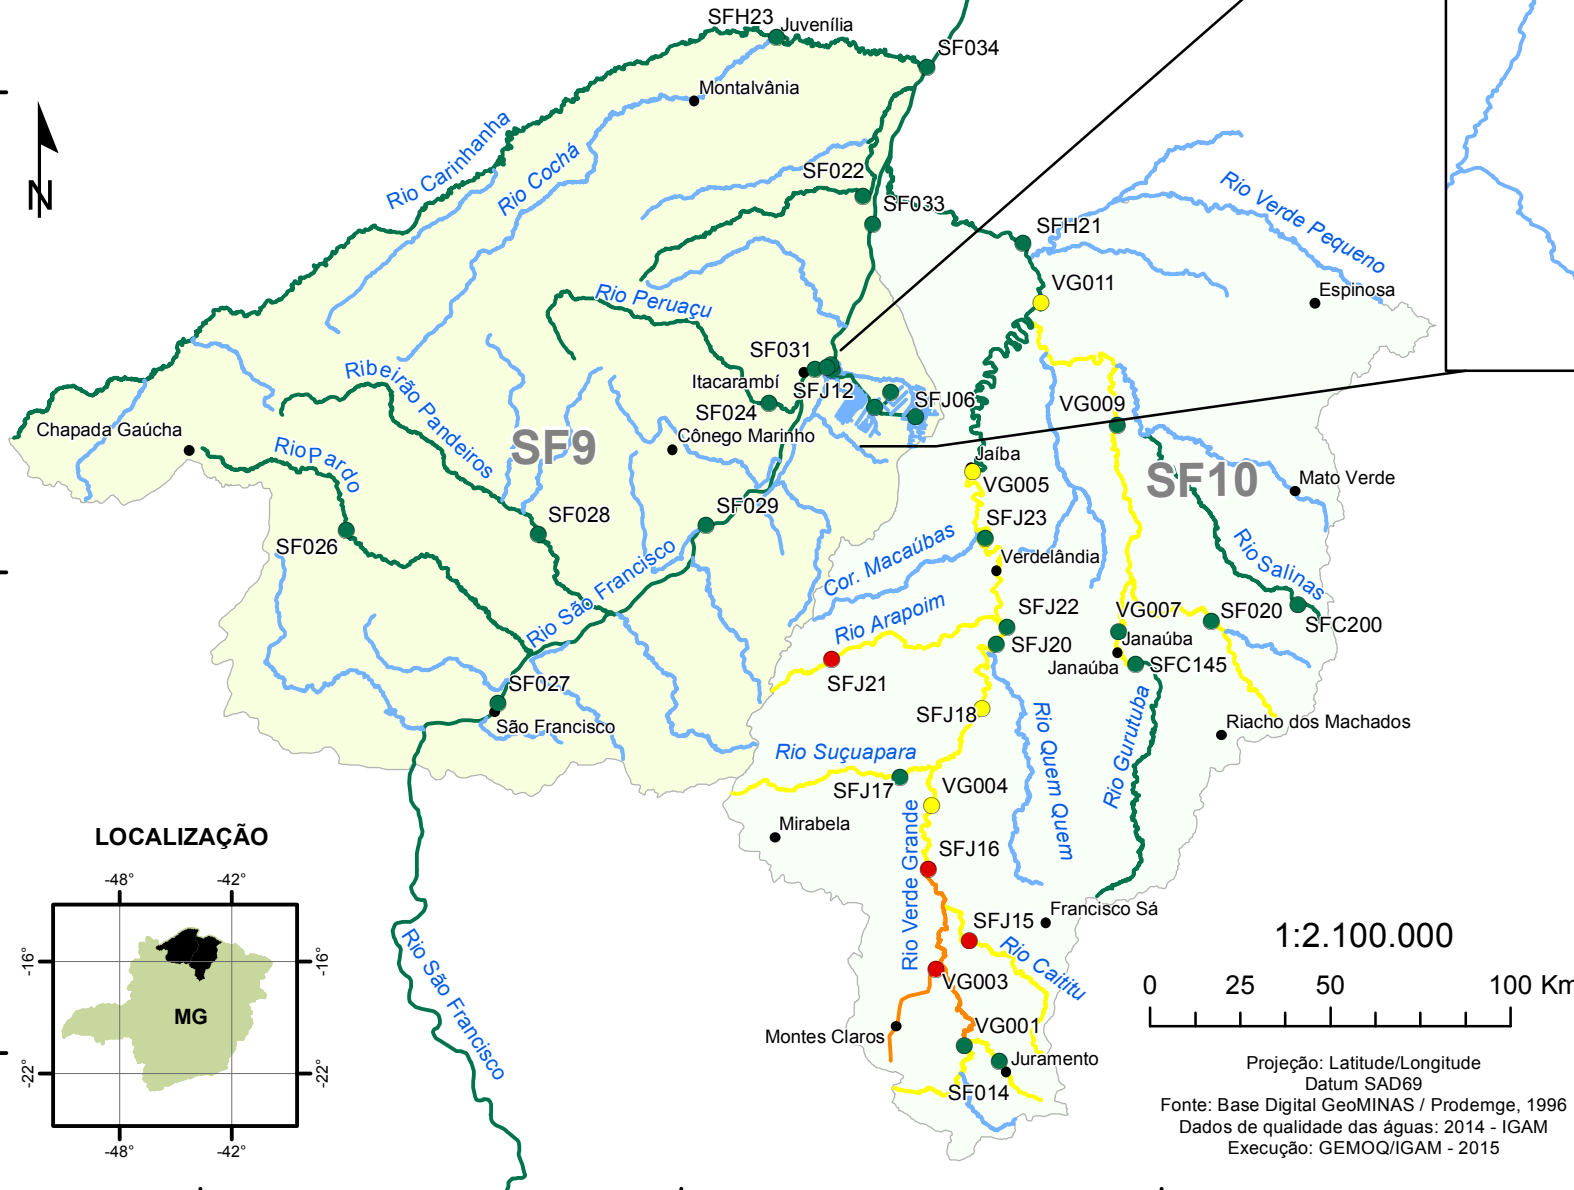 SFH23
Juvenília
SF034
Montalvânia
Rio Carinhanha
Rio Cochá
N
SF022
SF033
SFH21
Rio Verde Pequeno
VG011
Espinosa
Rio Peruaçu
SF031
Itacarambí
SFJ12
SF024
SFJ06
VG009
Ribeirão Pandeiros
Chapada Gaúcha
SF9
Cônego Marinho
Jaíba
SF10
Mato Verde
Rio Pardo
VG005
SF029
SF028
SFJ23
SF026
Cor. Macaúbas
Verdelândia
Rio Salinas
Rio São Francisco
Rio Arapoim
SFJ22
VG007
SF020
SFC200
SFJ20
Janaúba
Janaúba
SFC145
SFJ21
SF027
São Francisco
SFJ18
Rio Quem Quem
Rio Gurutuba
Riacho dos Machados
Rio Suçuapara
SFJ17
VG004
Mirabela
Rio Verde Grande
SFJ16
LOCALIZAÇÃO
-48°
-42°
-16°
-16°
MG
-22°
-22°
-48°
-42°
Rio São Francisco
Francisco Sá
SFJ15
Rio Caititu
VG003
Montes Claros
VG001
Juramento
SF014
1:2.100.000
0 25 50 100 Km
Projeção: Latitude/Longitude
Datum SAD69
Fonte: Base Digital GeoMINAS / Prodemge, 1996
Dados de qualidade das águas: 2014 - IGAM
Execução: GEMOQ/IGAM - 2015